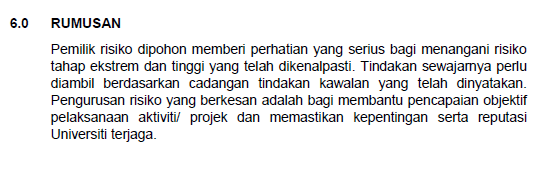 6.0 RUMUSAN
Pemilik risiko dipohon memberi perhatian yang serius bagi menangani risiko
tahap ekstrem dan tinggi yang telah dikenalpasti. Tindakan sewajarnya perlu
diambil berdasarkan cadangan tindakan kawalan yang telah dinyatakan.
Pengurusan risiko yang berkesan adalah bagi membantu pencapaian objektif
pelaksanaan aktiviti/ projek dan memastikan kepentingan serta reputasi
Universiti terjaga.